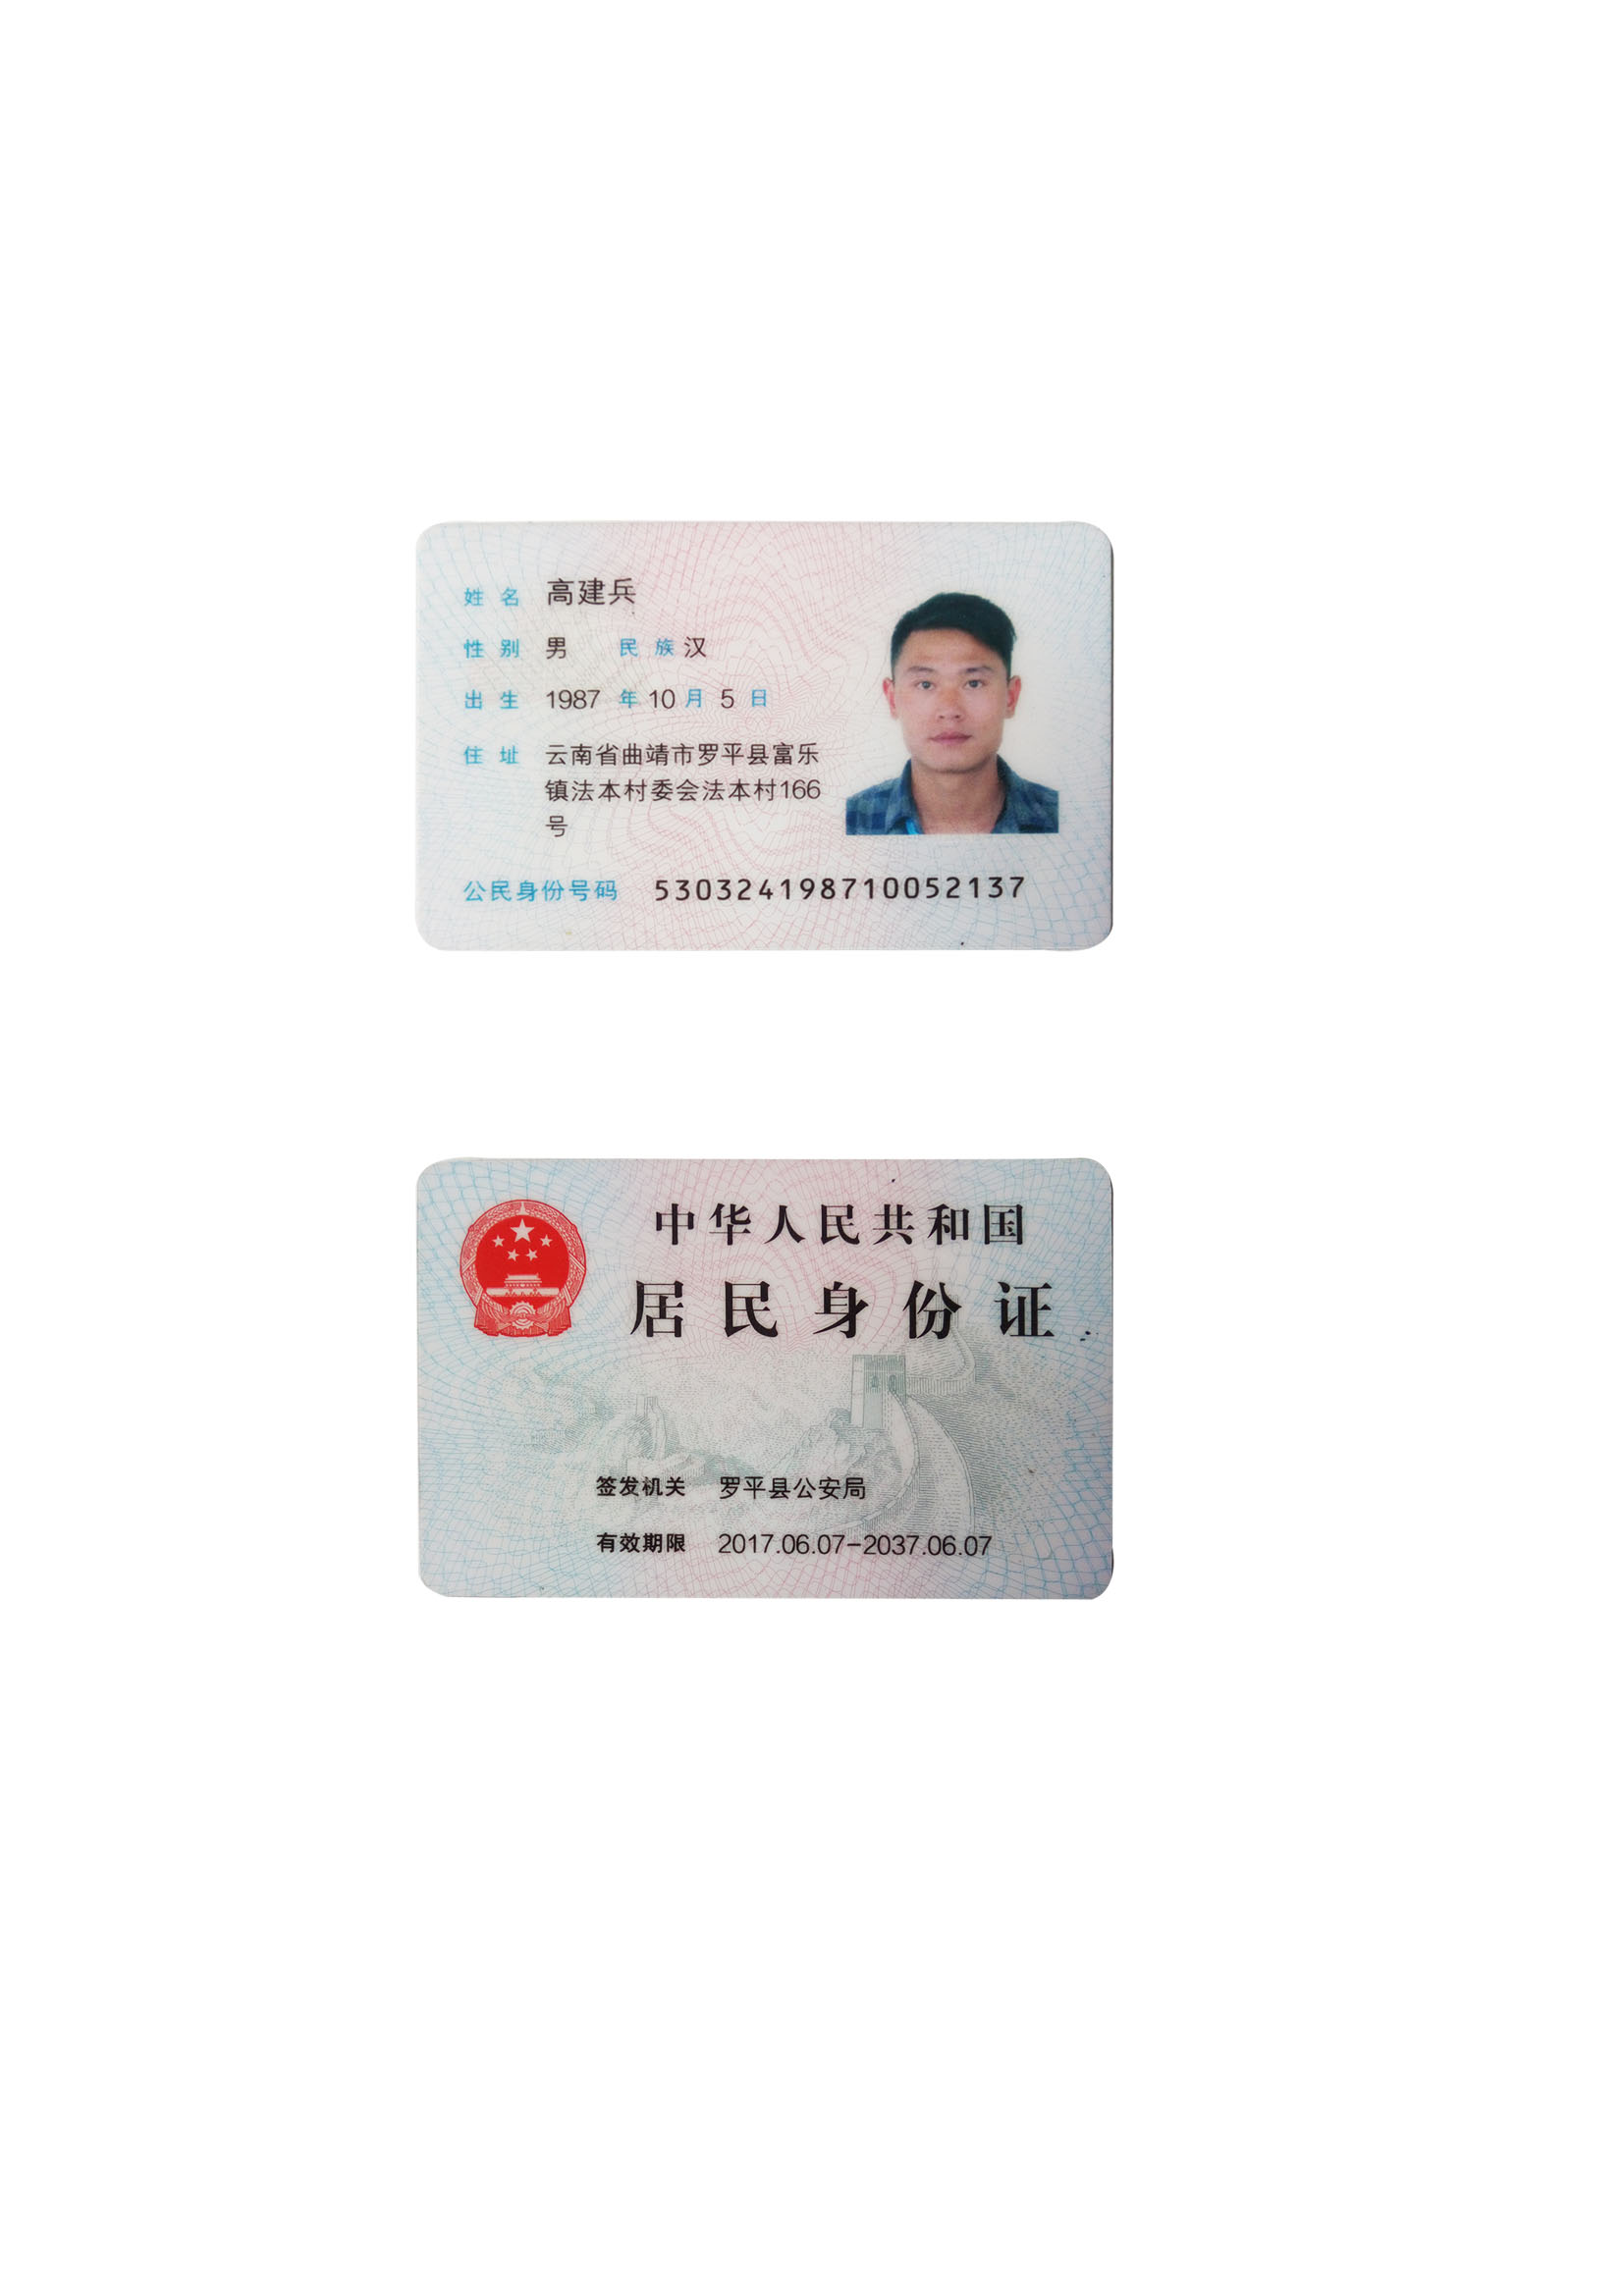 姓名 高建兵
性别 男 民族 汉
出生 1987 年 10 月 5 日
住址 云南省曲靖市罗平县富乐
镇法本村委会法本村166
号
公民身份号码 530324198710052137
中华人民共和国
居民身份证
签发机关 罗平县公安局
有效期限 2017.06.07-2037.06.07